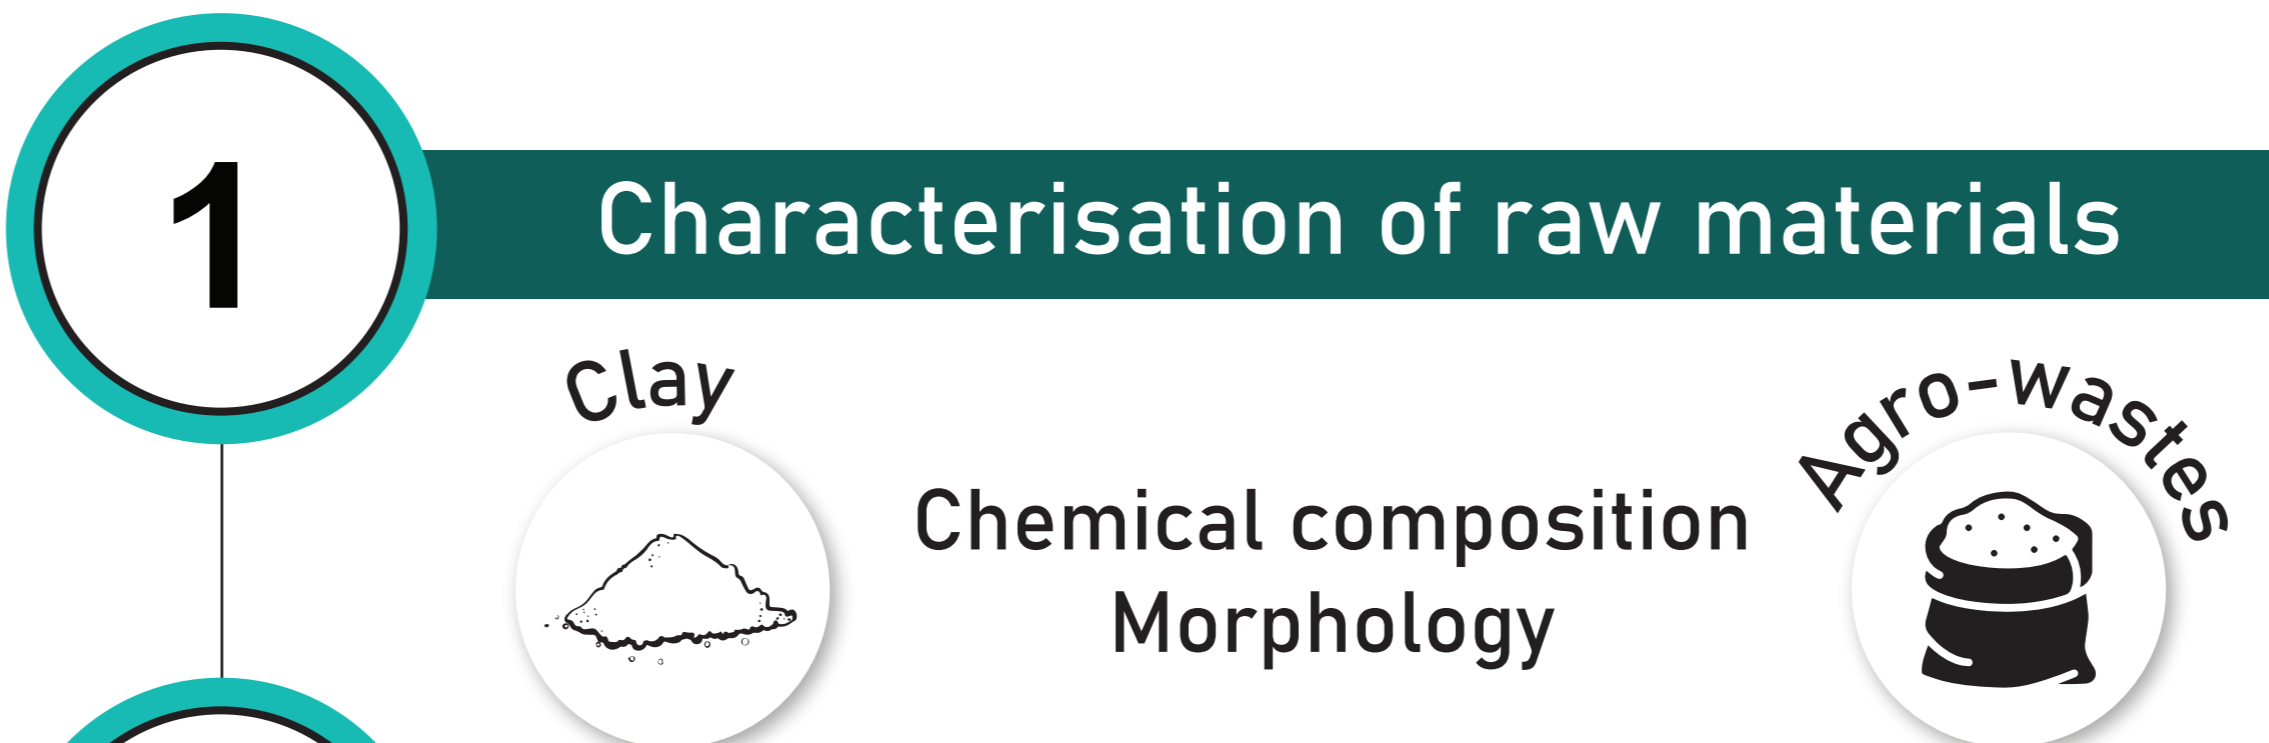 1
Characterisation of raw materials
Clay
Agro-wastes
Chemical composition
Morphology